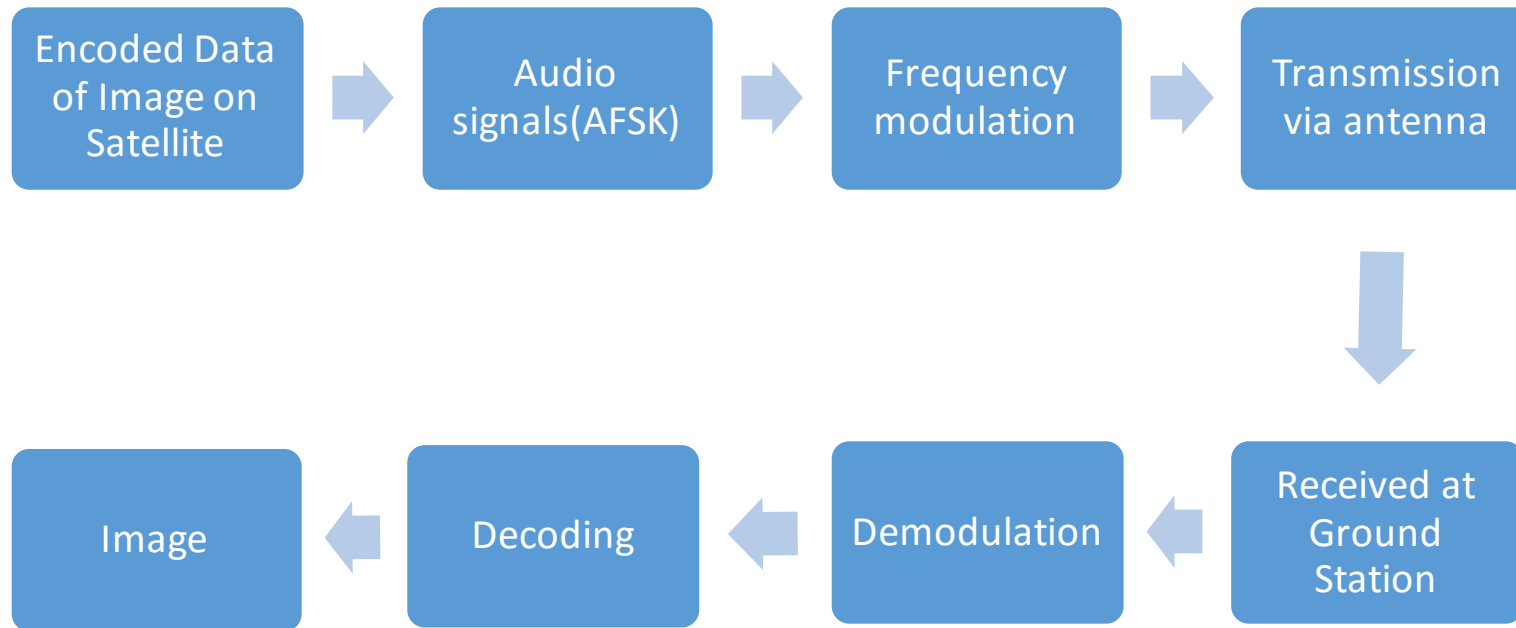 Encoded Data
of Image on
Satellite
Audio
signals(AFSK)
Frequency
modulation
Transmission
via antenna
Received at
Ground
Station
Demodulation
Decoding
Image